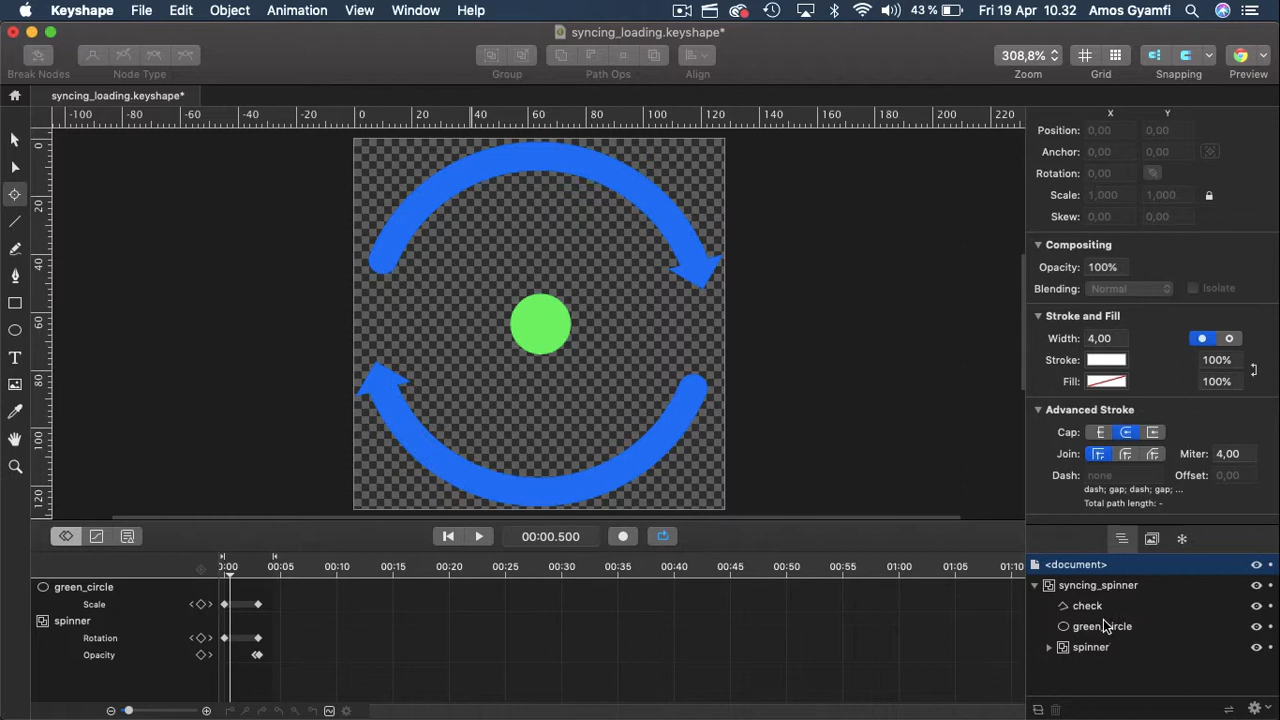 Keyshape File Edit Object Animation View Window Help 43 % Fri 19 Apr 10.32 Amos Gyamfi
syncing_loading.keyshape*
308,8%
Break Nodes Node Type Group Path Ops Align Zoom Grid Snapping Preview
syncing_loading.keyshape*
-100 -80 -60 -40 -20 0 20 40 60 80 100 120 140 160 180 200 220
0
20
40
60
80
100
120
X Y
Position: 0,00 0,00
Anchor: 0,00 0,00
Rotation: 0,00
Scale: 1,000 1,000
Skew: 0,00 0,00
Compositing
Opacity: 100%
Blending: Normal Isolate
Stroke and Fill
Width: 4,00
Stroke: 100%
Fill: 100%
Advanced Stroke
Cap:
Join: Miter: 4,00
Dash: none Offset: 0,00
dash; gap; dash; gap; ...
Total path length: -
00:00.500
0:00 00:05 00:10 00:15 00:20 00:25 00:30 00:35 00:40 00:45 00:50 00:55 01:00 01:05 01:10
green_circle
Scale
spinner
Rotation
Opacity
<document>
syncing_spinner
check
green_circle
spinner